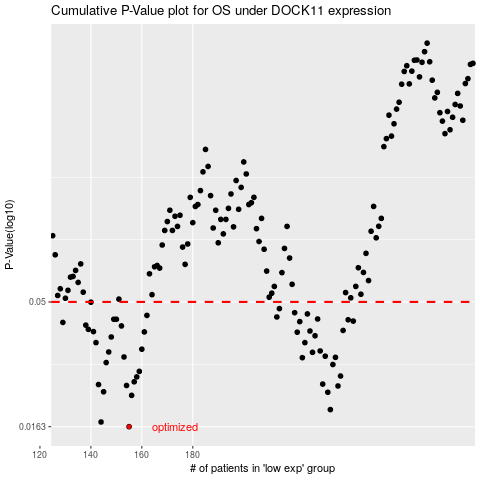 Cumulative P-Value plot for OS under DOCK11 expression
P-Value(log10)
0.05
0.0163
optimized
120 140 160 180
# of patients in 'low exp' group